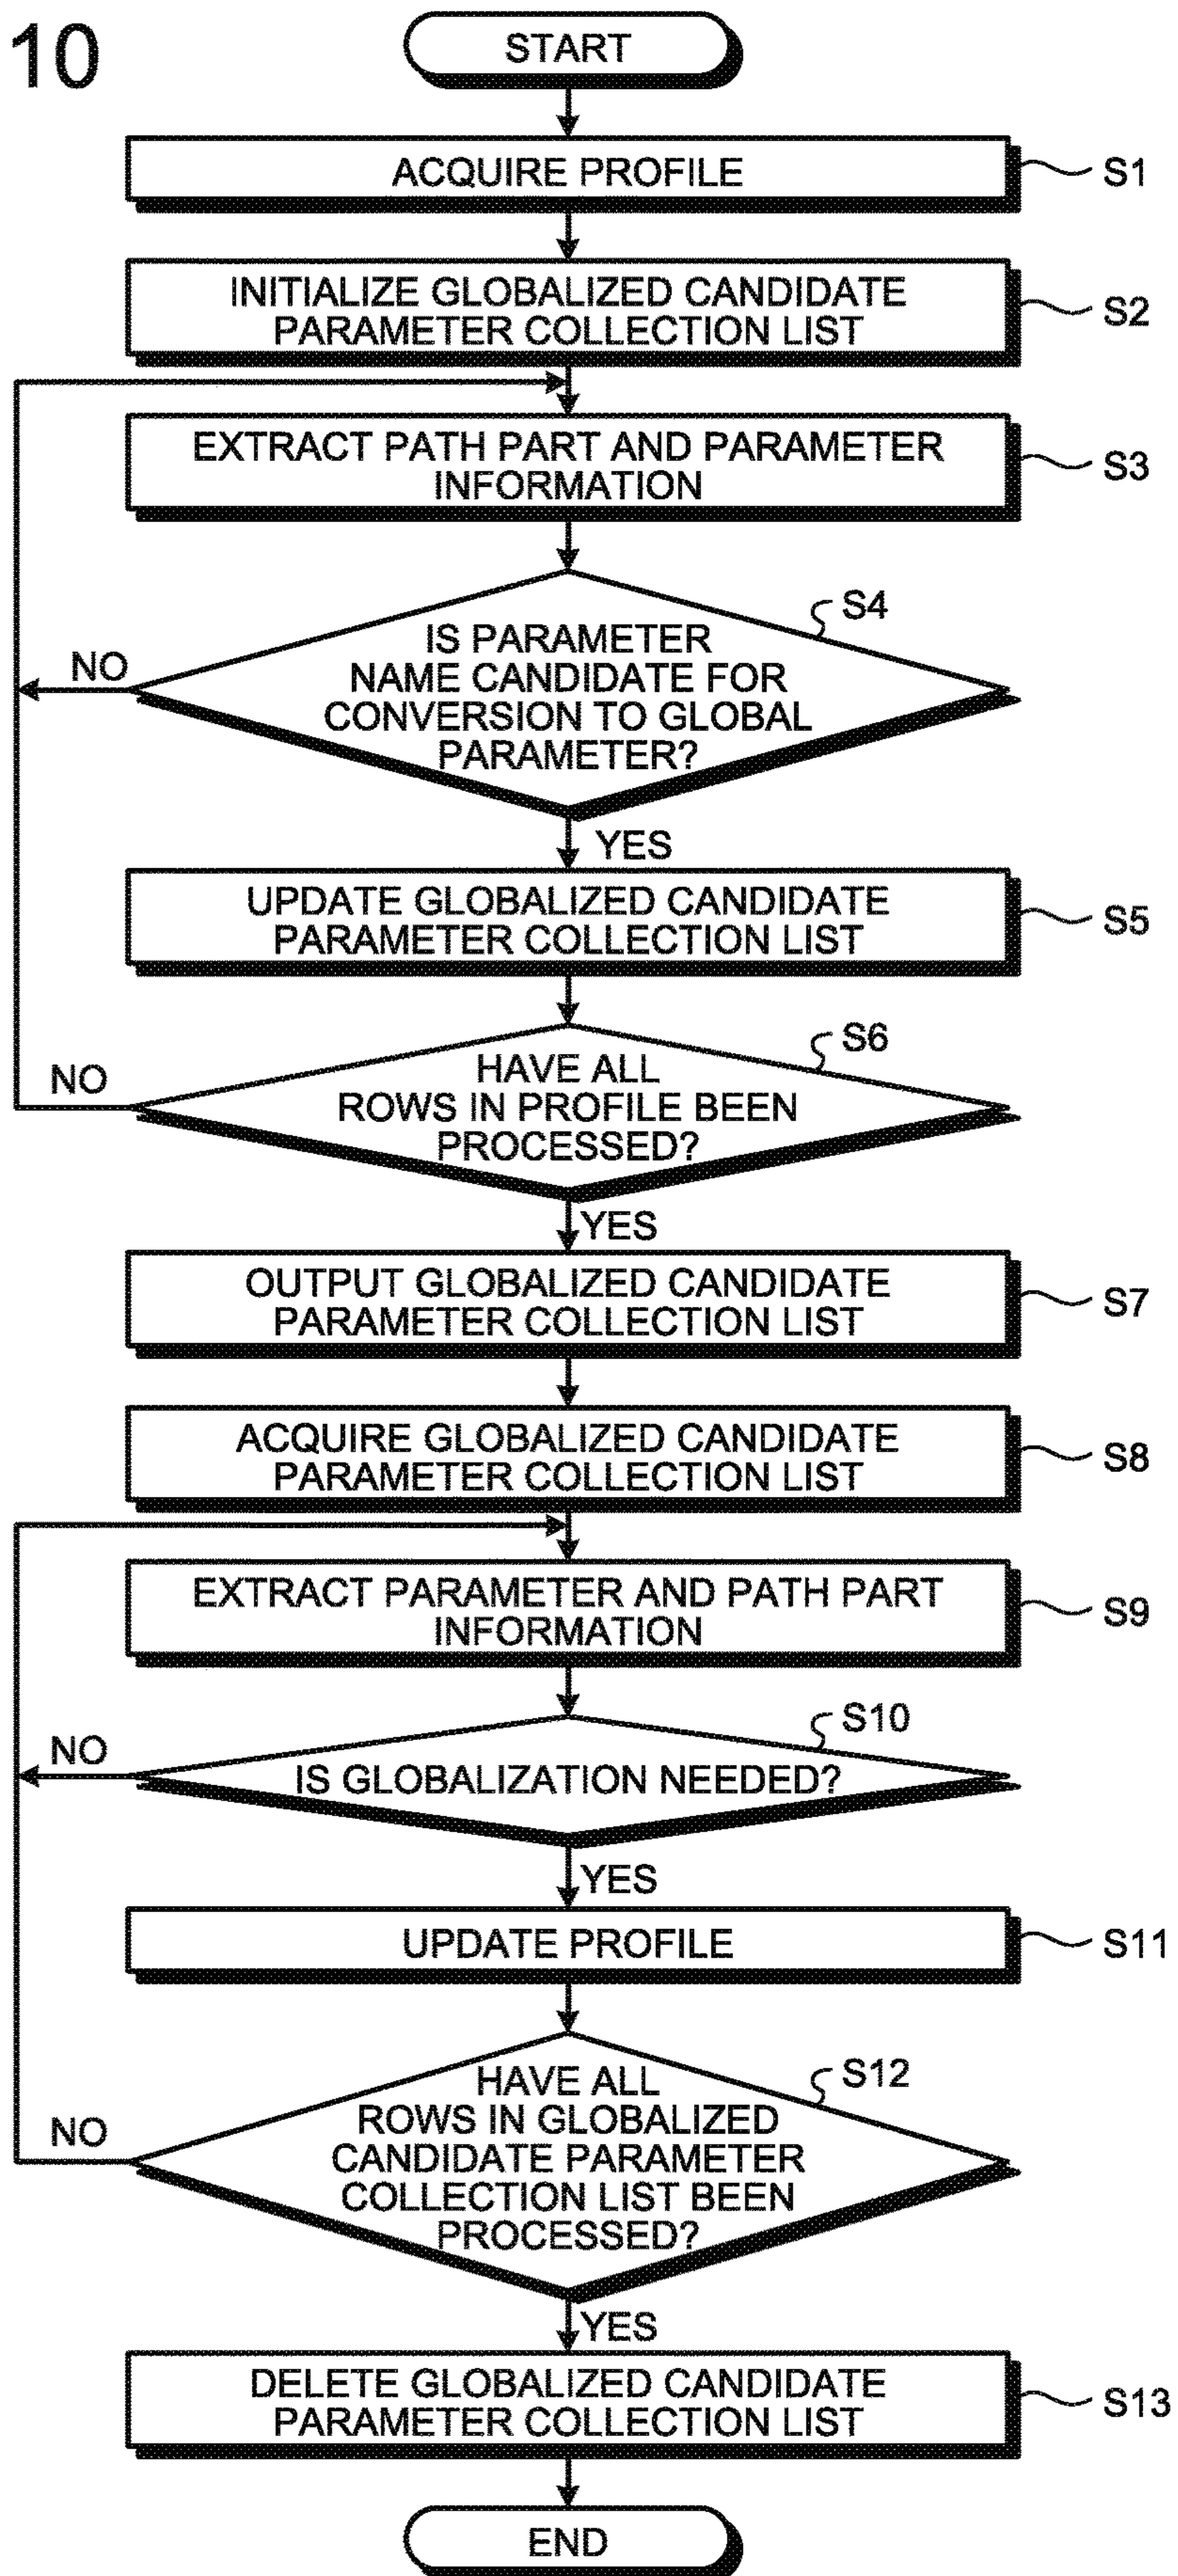 10
START
ACQUIRE PROFILE
S1
INITIALIZE GLOBALIZED CANDIDATE
PARAMETER COLLECTION LIST
S2
EXTRACT PATH PART AND PARAMETER
INFORMATION
S3
S4
IS PARAMETER
NAME CANDIDATE FOR
CONVERSION TO GLOBAL
PARAMETER?
NO
YES
UPDATE GLOBALIZED CANDIDATE
PARAMETER COLLECTION LIST
S5
S6
HAVE ALL
ROWS IN PROFILE BEEN
PROCESSED?
NO
YES
OUTPUT GLOBALIZED CANDIDATE
PARAMETER COLLECTION LIST
S7
ACQUIRE GLOBALIZED CANDIDATE
PARAMETER COLLECTION LIST
S8
EXTRACT PARAMETER AND PATH PART
INFORMATION
S9
S10
IS GLOBALIZATION NEEDED?
NO
YES
UPDATE PROFILE
S11
S12
HAVE ALL
ROWS IN GLOBALIZED
CANDIDATE PARAMETER
COLLECTION LIST BEEN
PROCESSED?
NO
YES
DELETE GLOBALIZED CANDIDATE
PARAMETER COLLECTION LIST
S13
END